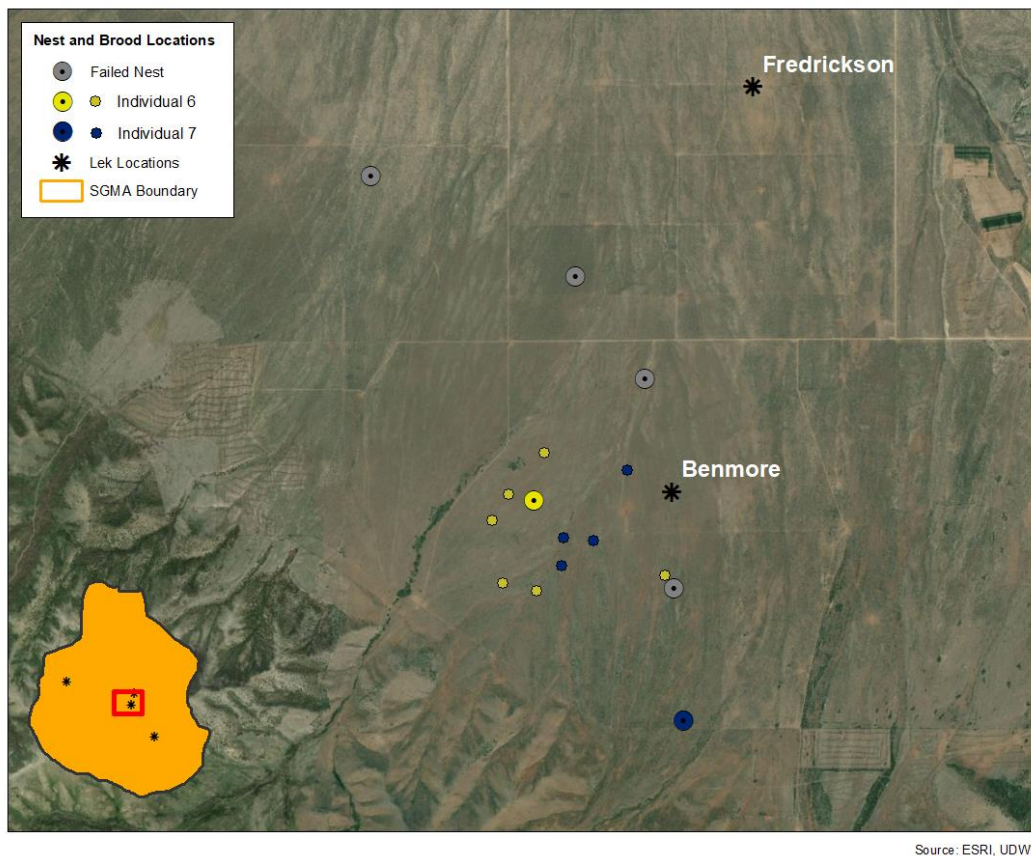 Nest and Brood Locations
Failed Nest
Individual 6
Individual 7
Lek Locations
SGMA Boundary
Fredrickson
Benmore
Source: ESRI, UDW